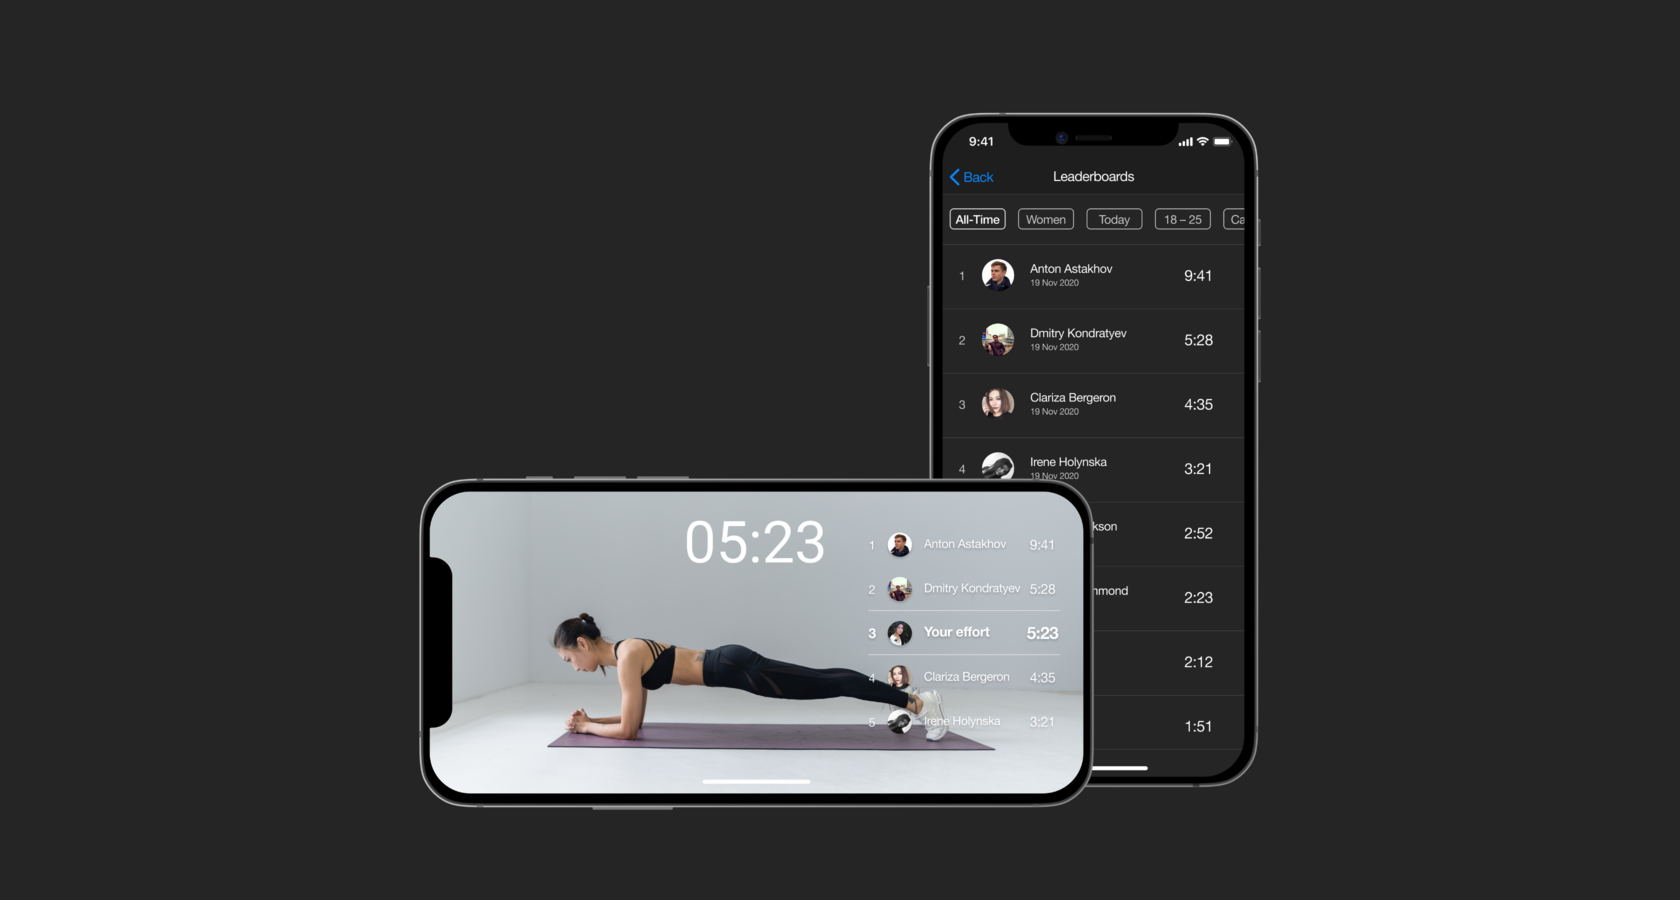 9:41
Back
Leaderboards
All-Time Women Today 18 – 25 Ca
1 Anton Astakhov 9:41
19 Nov 2020
2 Dmitry Kondratyev 5:28
19 Nov 2020
3 Clariza Bergeron 4:35
19 Nov 2020
4 Irene Holynska 3:21
19 Nov 2020
kson 2:52
mond 2:23
2:12
1:51
05:23
1 Anton Astakhov 9:41
2 Dmitry Kondratyev 5:28
3 Your effort 5:23
4 Clariza Bergeron 4:35
5 Irene Holynska 3:21